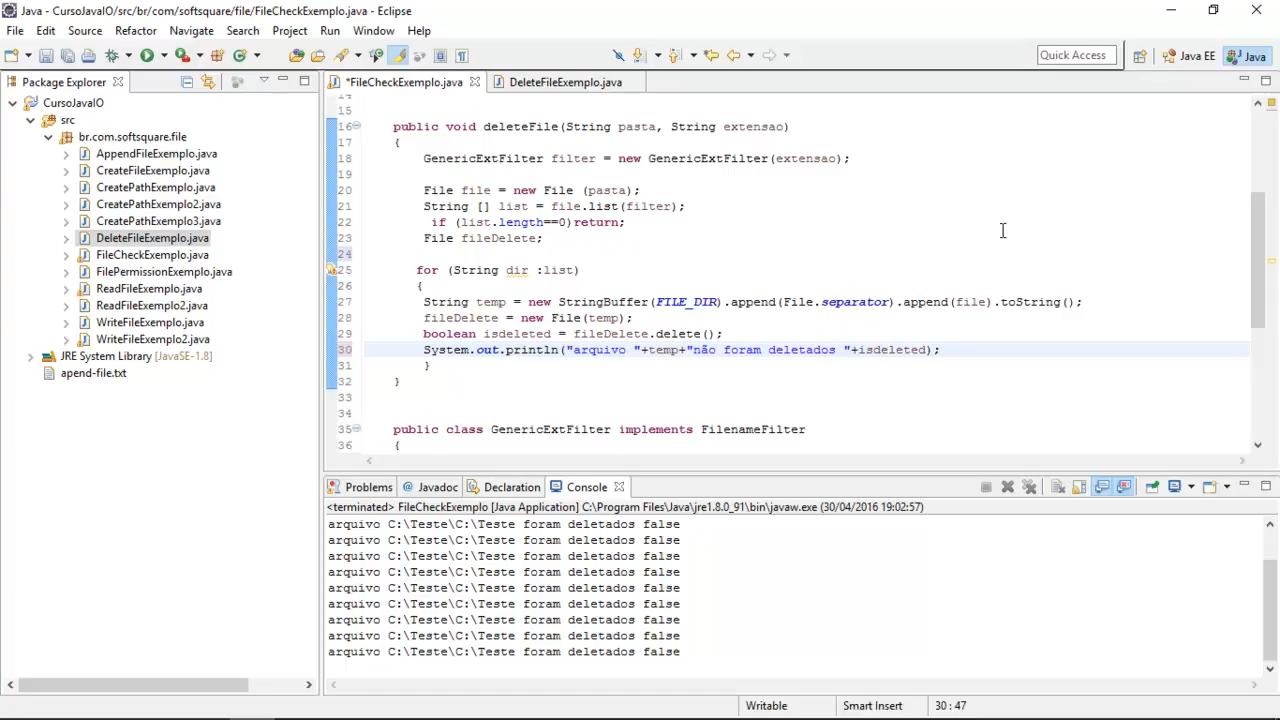 Java - CursoJavaIO/src/br/com/softsquare/file/FileCheckExemplo.java - Eclipse
File Edit Source Refactor Navigate Search Project Run Window Help
Quick Access
Java EE
Java
Package Explorer
*FileCheckExemplo.java
DeleteFileExemplo.java
CursoJavaIO
src
br.com.softsquare.file
AppendFileExemplo.java
CreateFileExemplo.java
CreatePathExemplo.java
CreatePathExemplo2.java
CreatePathExemplo3.java
DeleteFileExemplo.java
FileCheckExemplo.java
FilePermissionExemplo.java
ReadFileExemplo.java
ReadFileExemplo2.java
WriteFileExemplo.java
WriteFileExemplo2.java
JRE System Library [JavaSE-1.8]
apend-file.txt
14
15
16 public void deleteFile(String pasta, String extensao)
17 {
18 GenericExtFilter filter = new GenericExtFilter(extensao);
19
20 File file = new File (pasta);
21 String [] list = file.list(filter);
22 if (list.length==0)return;
23 File fileDelete;
24
25 for (String dir :list)
26 {
27 String temp = new StringBuffer(FILE_DIR).append(File.separator).append(file).toString();
28 fileDelete = new File(temp);
29 boolean isdeleted = fileDelete.delete();
30 System.out.println("arquivo "+temp+"não foram deletados "+isdeleted);
31 }
32 }
33
34
35 public class GenericExtFilter implements FilenameFilter
36 {
Problems @ Javadoc Declaration Console
<terminated> FileCheckExemplo [Java Application] C:\Program Files\Java\jre1.8.0_91\bin\javaw.exe (30/04/2016 19:02:57)
arquivo C:\Teste\C:\Teste foram deletados false
arquivo C:\Teste\C:\Teste foram deletados false
arquivo C:\Teste\C:\Teste foram deletados false
arquivo C:\Teste\C:\Teste foram deletados false
arquivo C:\Teste\C:\Teste foram deletados false
arquivo C:\Teste\C:\Teste foram deletados false
arquivo C:\Teste\C:\Teste foram deletados false
arquivo C:\Teste\C:\Teste foram deletados false
arquivo C:\Teste\C:\Teste foram deletados false
Writable Smart Insert 30 : 47